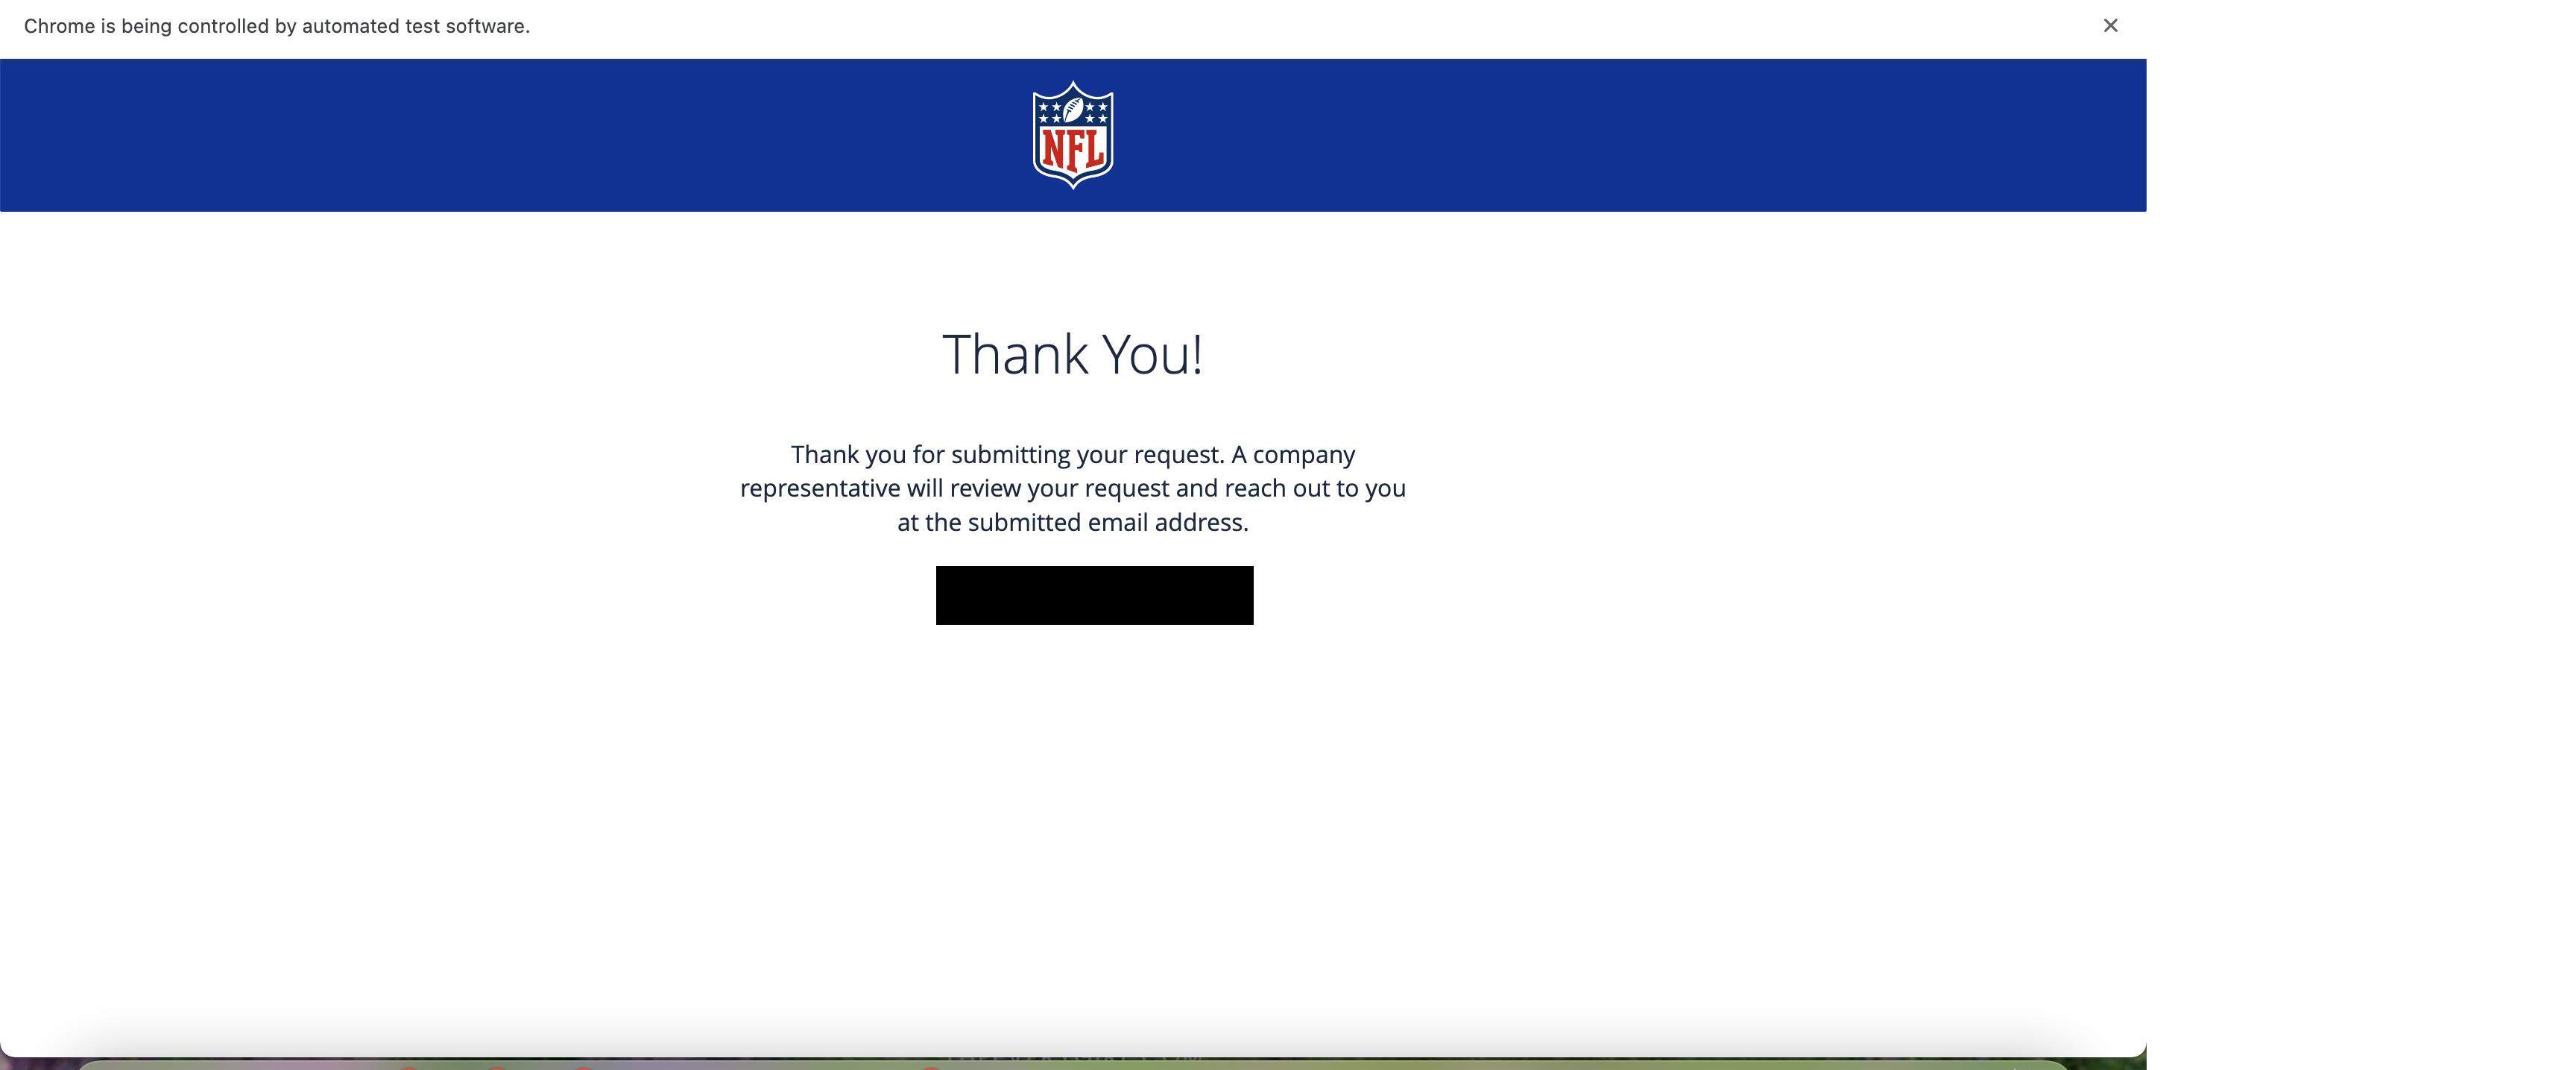 Chrome is being controlled by automated test software.
NFL
Thank You!
Thank you for submitting your request. A company
representative will review your request and reach out to you
at the submitted email address.